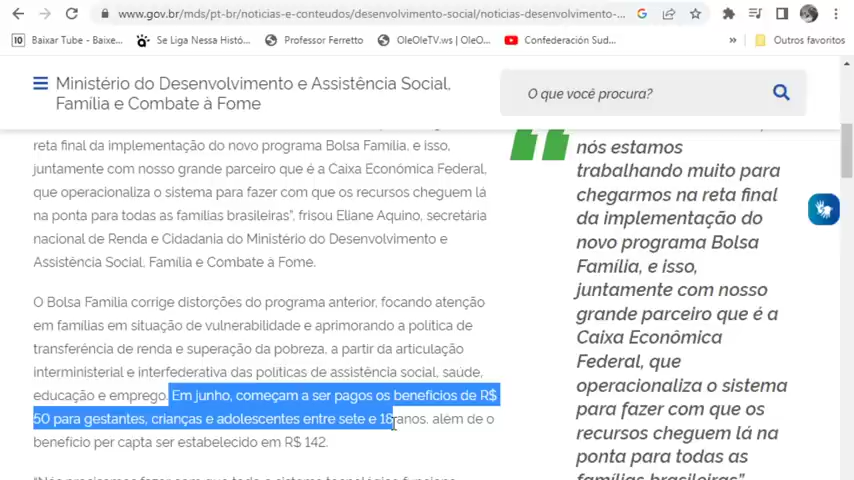 www.gov.br/mds/pt-br/noticias-e-conteudos/desenvolvimento-social/noticias-desenvolvimento-...
Baixar Tube - Baixe...
Se Liga Nessa Histó...
Professor Ferretto
OleOleTV.ws | OleO...
Confederación Sud...
»
Outros favoritos
Ministério do Desenvolvimento e Assistência Social,
Família e Combate à Fome
O que você procura?
reta final da implementação do novo programa Bolsa Família, e isso,
juntamente com nosso grande parceiro que é a Caixa Econômica Federal,
que operacionaliza o sistema para fazer com que os recursos cheguem lá
na ponta para todas as famílias brasileiras”, frisou Eliane Aquino, secretária
nacional de Renda e Cidadania do Ministério do Desenvolvimento e
Assistência Social, Família e Combate a Fome.
O Bolsa Família corrige distorções do programa anterior, focando atenção
em famílias em situação de vulnerabilidade e aprimorando a política de
transferência de renda e superação da pobreza, a partir da articulação
interministerial e interfederativa das políticas de assistência social, saúde,
educação e emprego. Em junho, começam a ser pagos os benefícios de R$
50 para gestantes, crianças e adolescentes entre sete e 18 anos, além de o
benefício per capta ser estabelecido em R$ 142.
nós estamos
trabalhando muito para
chegarmos na reta final
da implementação do
novo programa Bolsa
Família, e isso,
juntamente com nosso
grande parceiro que é a
Caixa Econômica
Federal, que
operacionaliza o sistema
para fazer com que os
recursos cheguem lá na
ponta para todas as
famílias brasileiras”